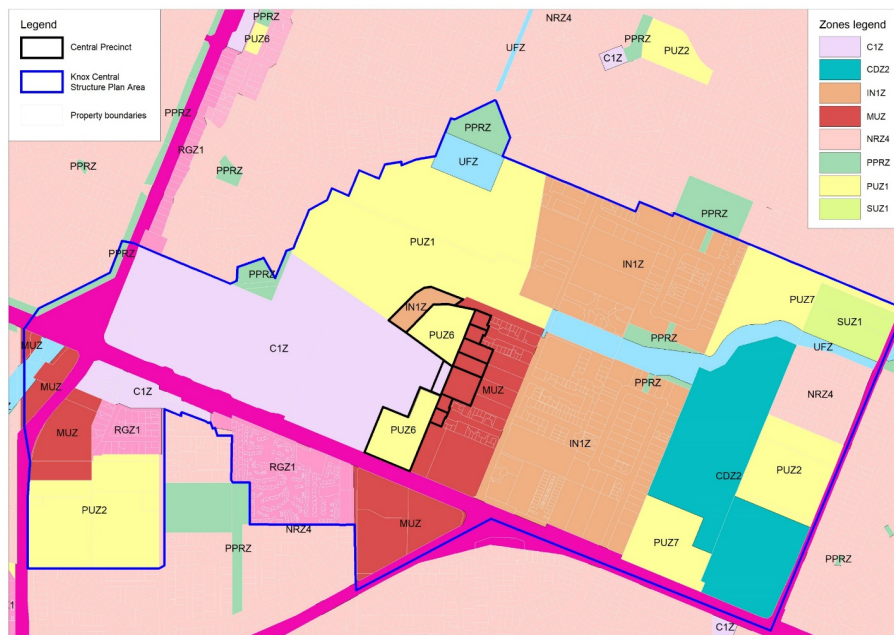 Legend
Central Precinct
Knox Central
Structure Plan Area
Property boundaries
Zones legend
C1Z
CDZ2
IN1Z
MUZ
NRZ4
PPRZ
PUZ1
SUZ1
PPRZ
PUZ6
NRZ4
UFZ
PPRZ
C1Z
PUZ2
PPRZ
RGZ1
PPRZ
PPRZ
PPRZ
UFZ
PPRZ
PPRZ
PUZ1
PPRZ
IN1Z
PUZ7
SUZ1
IN1Z
PUZ6
C1Z
MUZ
PPRZ
UFZ
MUZ
MUZ
C1Z
PPRZ
NRZ4
MUZ
RGZ1
PUZ6
IN1Z
RGZ1
CDZ2
PUZ2
PUZ2
MUZ
NRZ4
PPRZ
PUZ7
PPRZ
C1Z